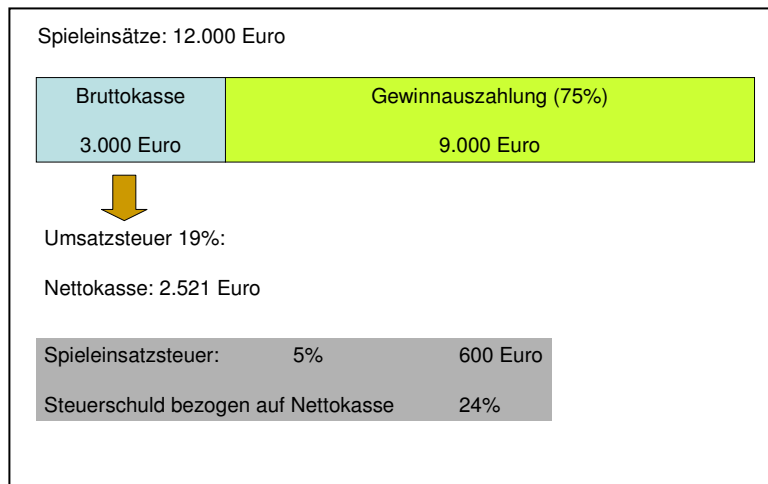 Spieleinsätze: 12.000 Euro
Bruttokasse Gewinnauszahlung (75%)
3.000 Euro 9.000 Euro
Umsatzsteuer 19%:
Nettokasse: 2.521 Euro
Spieleinsatzsteuer: 5% 600 Euro
Steuerschuld bezogen auf Nettokasse 24%